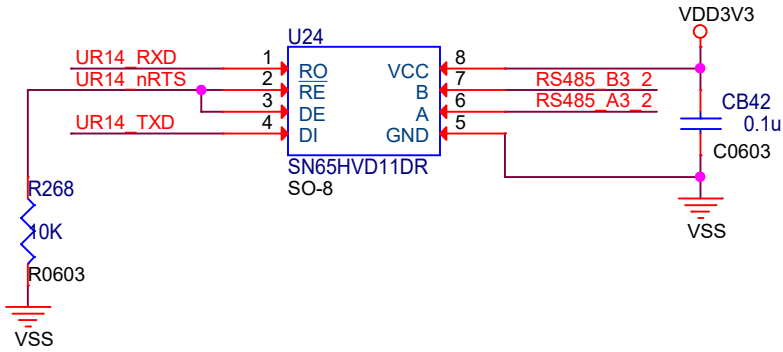 VDD3V3
U24
UR14_RXD 1 RO VCC 8
UR14_nRTS 2 RE B 7 RS485_B3_2
3 DE A 6 RS485_A3_2
UR14_TXD 4 DI GND 5
CB42
0.1u
C0603
SN65HVD11DR
SO-8
R268
10K
R0603
VSS
VSS